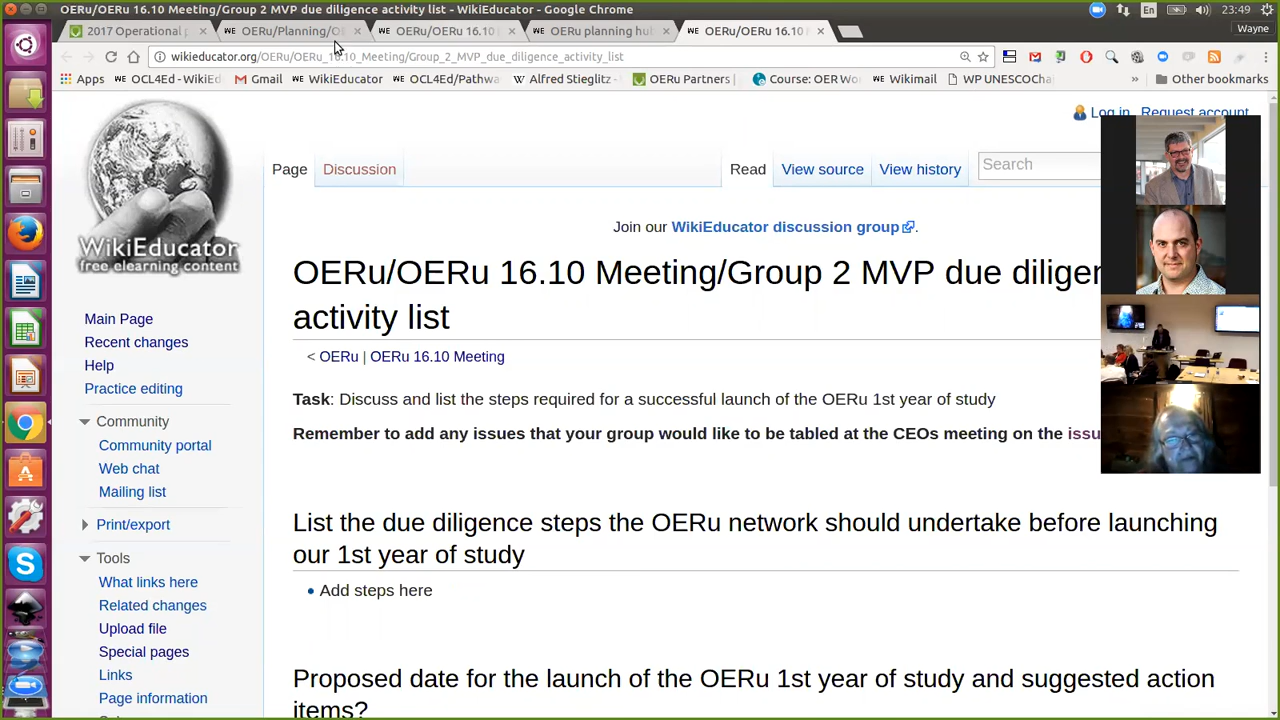 OERu/OERu 16.10 Meeting/Group 2 MVP due diligence activity list - WikiEducator - Google Chrome
En
23:49
2017 Operational
OERu/Planning/O
OERu/OERu 16.10
OERu planning hu
OERu/OERu 16.10
Wayne
wikieducator.org/OERu/OERu_16.10_Meeting/Group_2_MVP_due_diligence_activity_list
Apps
OCL4Ed - WikiEd
Gmail
WikiEducator
OCL4Ed/Pathwa
Alfred Stieglitz -
OERu Partners |
Course: OER Wo
Wikimail
WP UNESCOCha
»
Other bookmarks
Log in
Request account
Page
Discussion
Read
View source
View history
Search
WikiEducator
free elearning content
Join our WikiEducator discussion group.
OERu/OERu 16.10 Meeting/Group 2 MVP due diligen
activity list
< OERu | OERu 16.10 Meeting
Task: Discuss and list the steps required for a successful launch of the OERu 1st year of study
Remember to add any issues that your group would like to be tabled at the CEOs meeting on the issu
List the due diligence steps the OERu network should undertake before launching
our 1st year of study
• Add steps here
Proposed date for the launch of the OERu 1st year of study and suggested action
items?
Main Page
Recent changes
Help
Practice editing
Community
Community portal
Web chat
Mailing list
Print/export
Tools
What links here
Related changes
Upload file
Special pages
Links
Page information